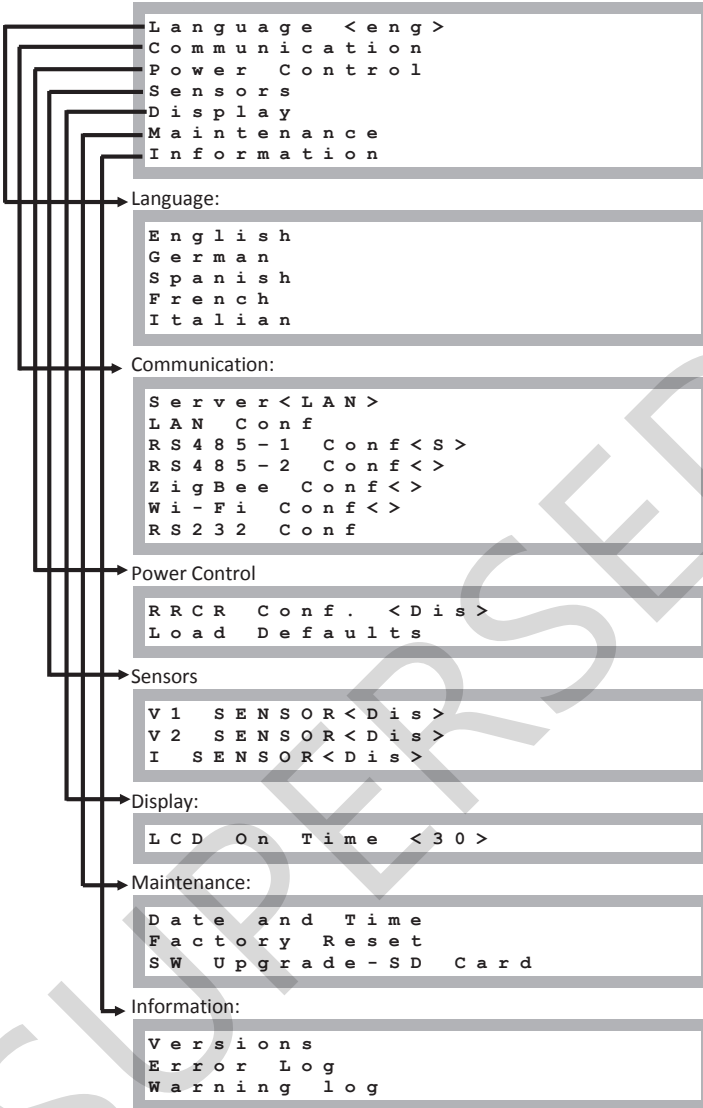 Language <eng>
Communication
Power Control
Sensors
Display
Maintenance
Information
Language:
English
German
Spanish
French
Italian
Communication:
Server<LAN>
LAN Conf
RS485-1 Conf<S>
RS485-2 Conf<>
ZigBee Conf<>
Wi-Fi Conf<>
RS232 Conf
Power Control
RRCR Conf. <Dis>
Load Defaults
Sensors
V1 SENSOR<Dis>
V2 SENSOR<Dis>
I SENSOR<Dis>
Display:
LCD On Time <30>
Maintenance:
Date and Time
Factory Reset
SW Upgrade-SD Card
Information:
Versions
Error Log
Warning log
SUPERSED